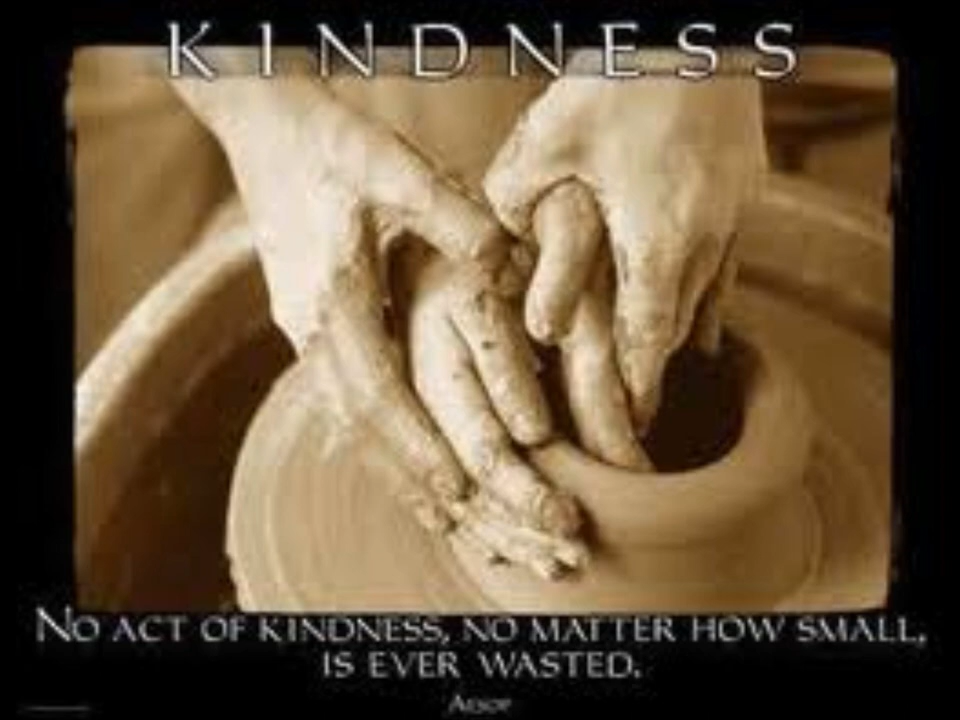 KINDNESS
NO ACT OF KINDNESS, NO MATTER HOW SMALL,
IS EVER WASTED.
AESOP